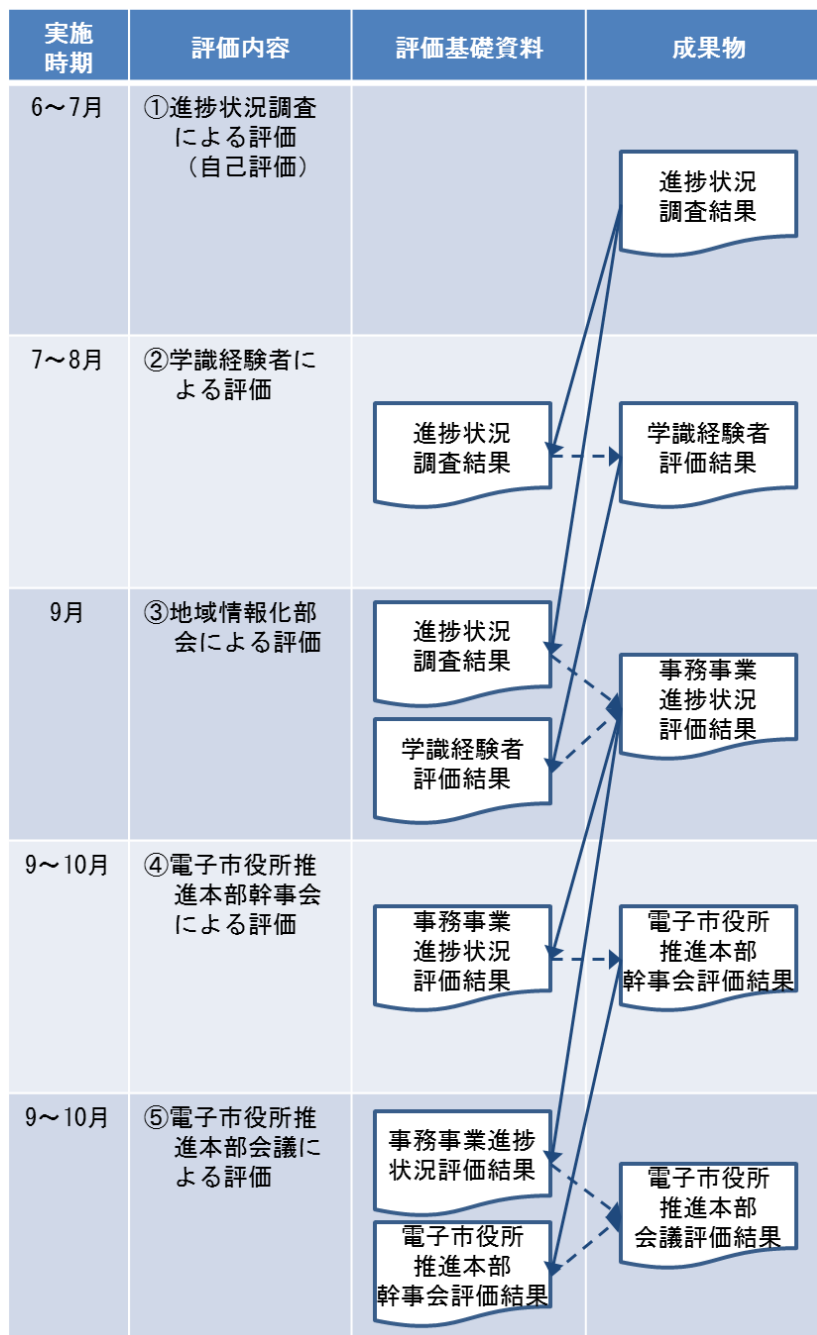 実施
時期
評価内容
評価基礎資料
成果物
6～7月
①進捗状況調査
による評価
（自己評価）
進捗状況
調査結果
7～8月
②学識経験者に
よる評価
進捗状況
調査結果
学識経験者
評価結果
9月
③地域情報化部
会による評価
進捗状況
調査結果
学識経験者
評価結果
事務事業
進捗状況
評価結果
9～10月
④電子市役所推
進本部幹事会
による評価
事務事業
進捗状況
評価結果
電子市役所
推進本部
幹事会評価結果
9～10月
⑤電子市役所推
進本部会議に
よる評価
事務事業進捗
状況評価結果
電子市役所
推進本部
幹事会評価結果
電子市役所
推進本部
会議評価結果